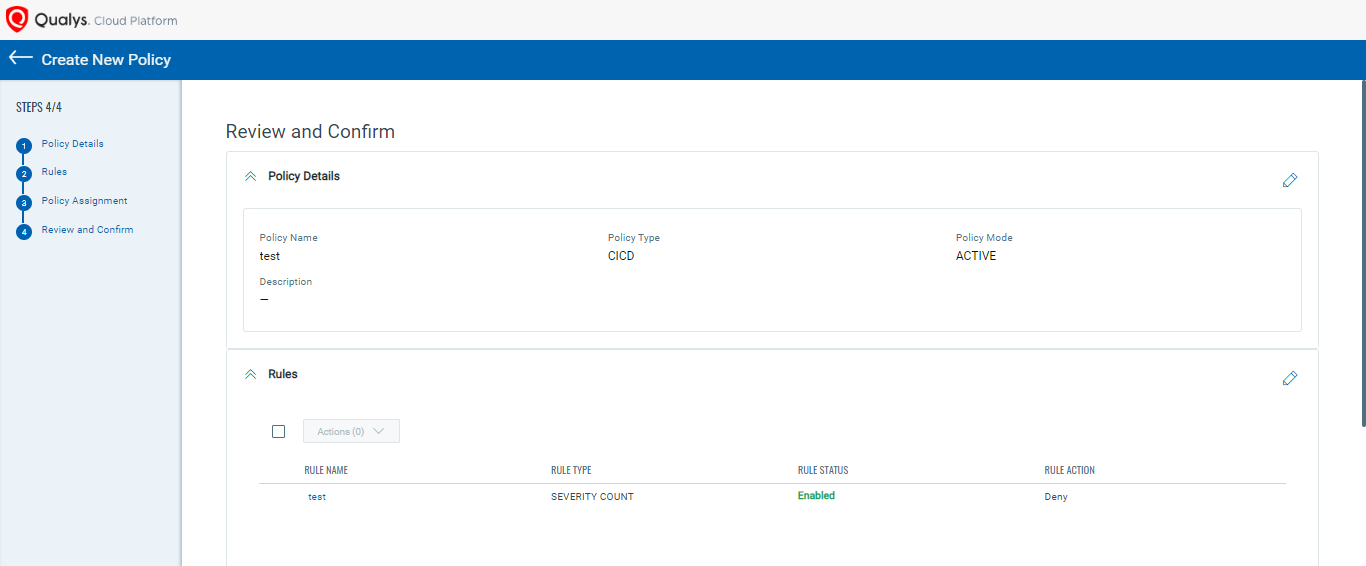 Qualys. Cloud Platform
Create New Policy
STEPS 4/4
1 Policy Details
2 Rules
3 Policy Assignment
4 Review and Confirm
Review and Confirm
Policy Details
Policy Name Policy Type Policy Mode
test CICD ACTIVE
Description
—
Rules
Actions (0)
RULE NAME RULE TYPE RULE STATUS RULE ACTION
test SEVERITY COUNT Enabled Deny